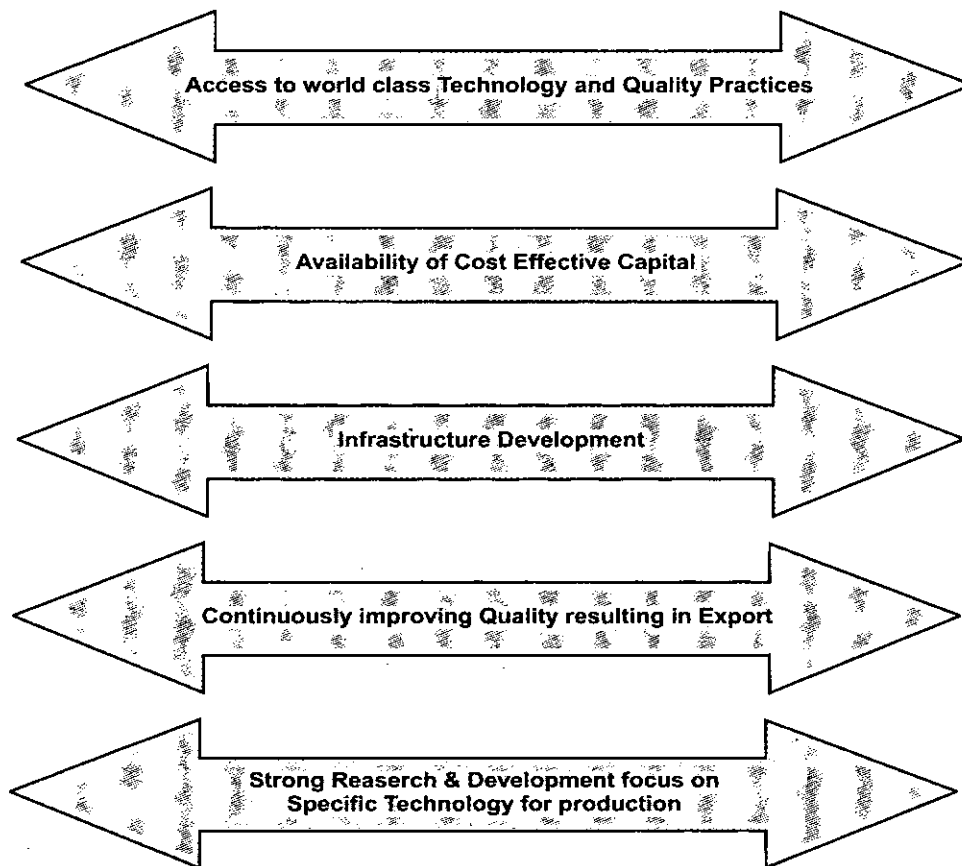 Access to world class Technology and Quality Practices
Availability of Cost Effective Capital
Infrastructure Development
Continuously improving Quality resulting in Export
Strong Reaserch & Development focus on
Specific Technology for production